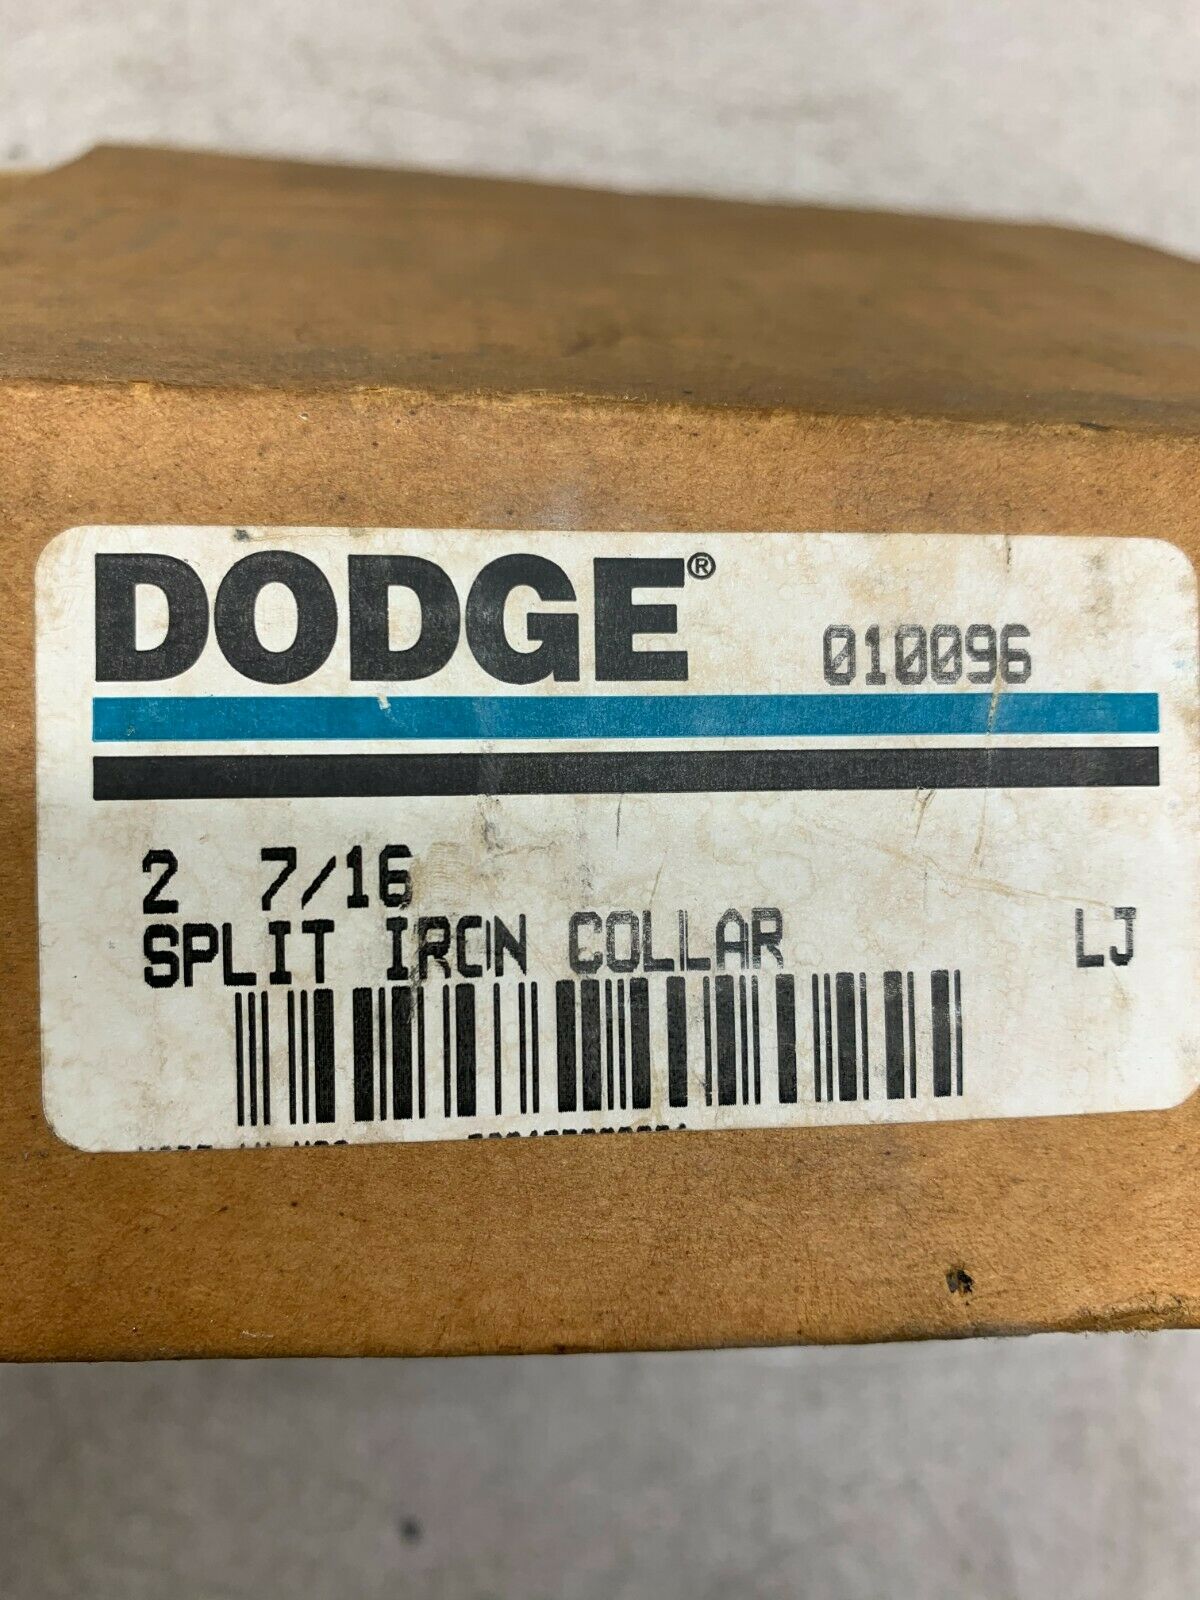 DODGE®
010096
2 7/16
SPLIT IRON COLLAR LJ